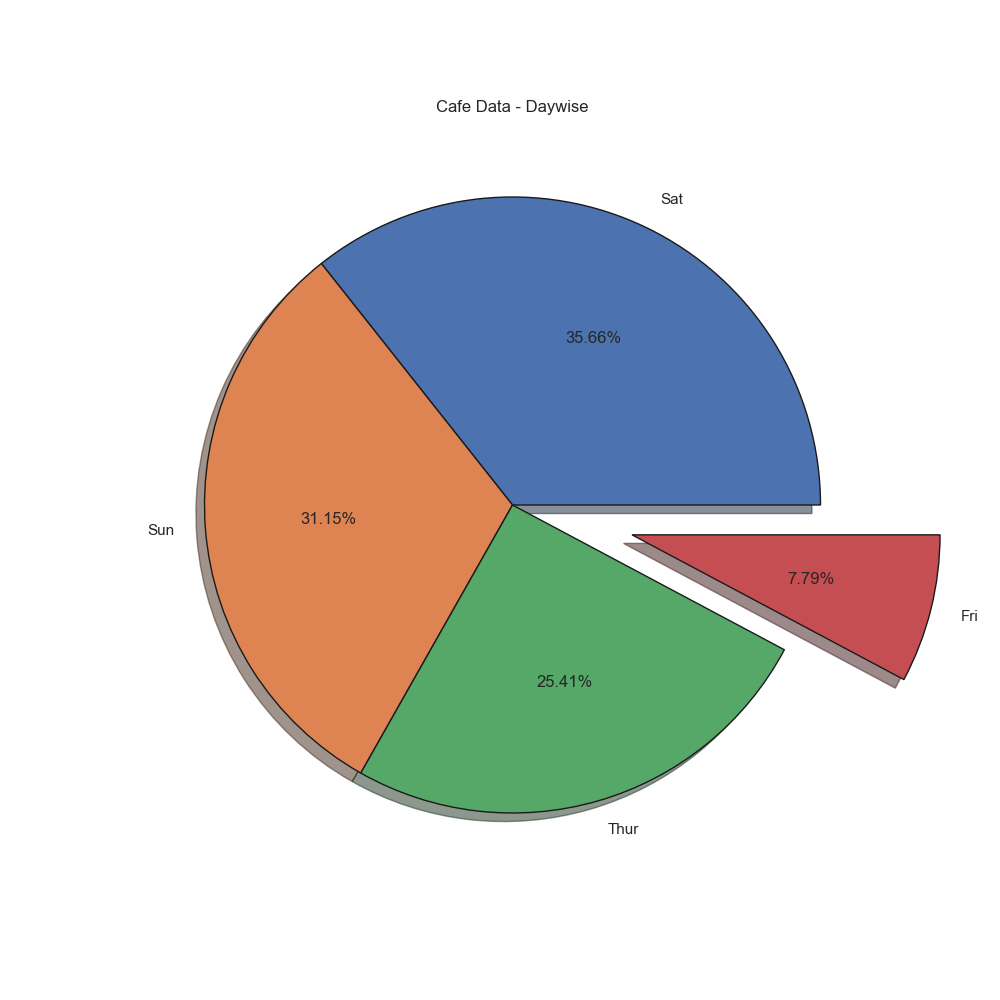 Cafe Data - Daywise
Sat
35.66%
31.15%
Sun
7.79%
Fri
25.41%
Thur